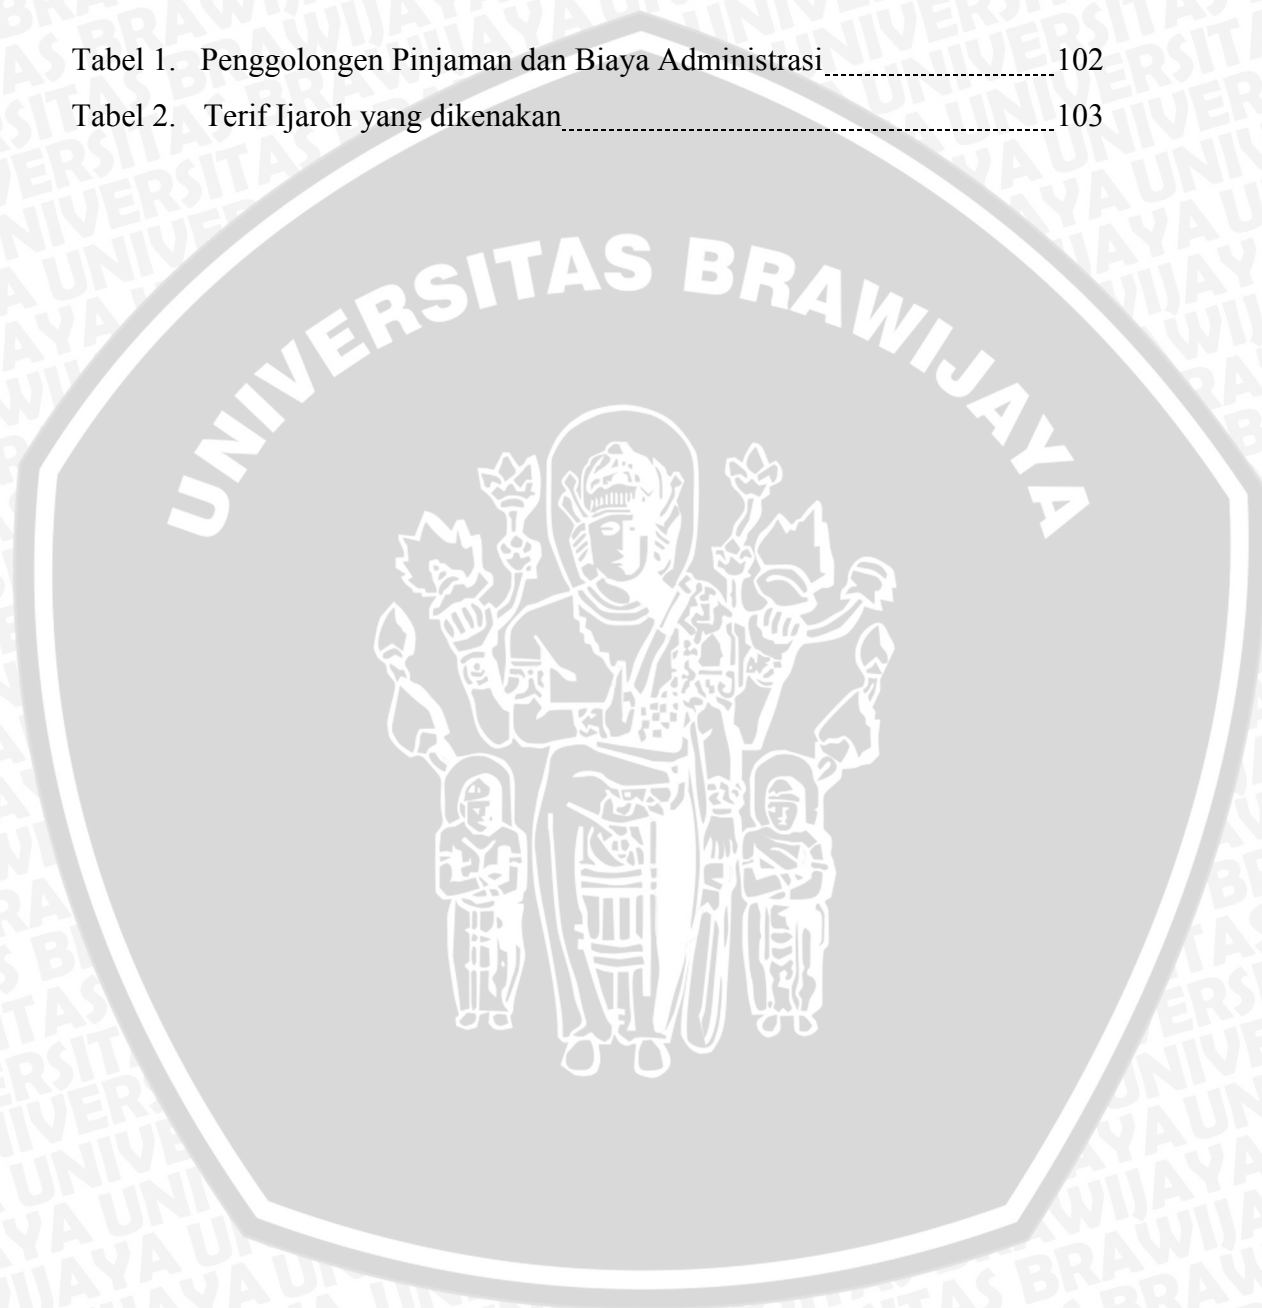 Tabel 1. Penggolongen Pinjaman dan Biaya Administrasi 102
Tabel 2. Terif Ijaroh yang dikenakan 103
UNIVERSITAS BRAWIJAYA